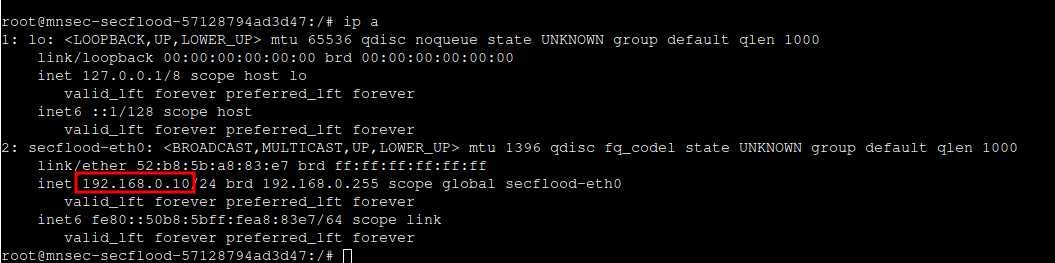 root@mnsec-secflood-57128794ad3d47:/# ip a
1: lo: <LOOPBACK,UP,LOWER_UP> mtu 65536 qdisc noqueue state UNKNOWN group default qlen 1000
    link/loopback 00:00:00:00:00:00 brd 00:00:00:00:00:00
    inet 127.0.0.1/8 scope host lo
       valid_lft forever preferred_lft forever
    inet6 ::1/128 scope host
       valid_lft forever preferred_lft forever
2: secflood-eth0: <BROADCAST,MULTICAST,UP,LOWER_UP> mtu 1396 qdisc fq_codel state UNKNOWN group default qlen 1000
    link/ether 52:b8:5b:a8:83:e7 brd ff:ff:ff:ff:ff:ff
    inet 192.168.0.10/24 brd 192.168.0.255 scope global secflood-eth0
       valid_lft forever preferred_lft forever
    inet6 fe80::50b8:5bff:fea8:83e7/64 scope link
       valid_lft forever preferred_lft forever
root@mnsec-secflood-57128794ad3d47:/#